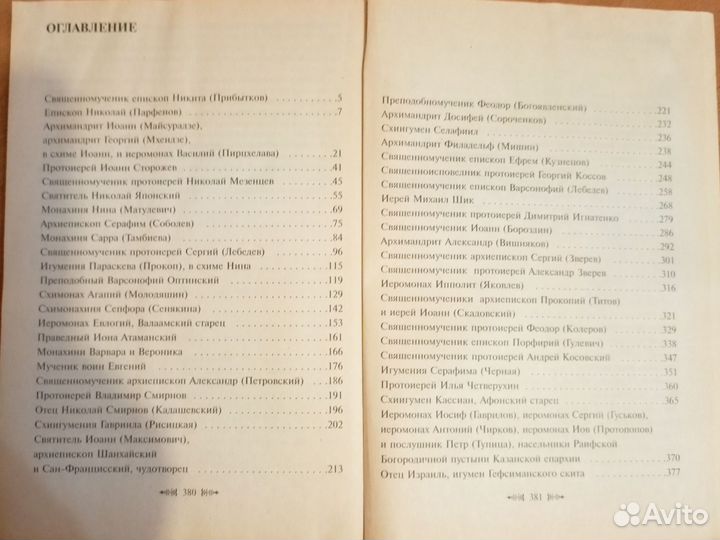 ОГЛАВЛЕНИЕ
Священномученик епископ Никита (Прибытков) . . . . . . . . . . 5
Епископ Николай (Парфенов) . . . . . . . . . . 7
Архимандрит Иоанн (Майсурадзе),
архимандрит Георгий (Мхеидзе),
в схиме Иоанн, и иеромонах Василий (Пирцхелава) . . . . . . . . . . 21
Протоиерей Иоанн Сторожев . . . . . . . . . . 41
Священномученик протоиерей Николай Мезенцев . . . . . . . . . . 45
Святитель Николай Японский . . . . . . . . . . 55
Монахиня Нина (Матулевич) . . . . . . . . . . 69
Архиепископ Серафим (Соболев) . . . . . . . . . . 75
Монахиня Сарра (Тамбиева) . . . . . . . . . . 84
Священномученик протоиерей Сергий (Лебедев) . . . . . . . . . . 96
Игумения Параскева (Прокоп), в схиме Нина . . . . . . . . . . 115
Преподобный Варсонофий Оптинский . . . . . . . . . . 119
Схимонах Агапий (Молодяшин) . . . . . . . . . . 129
Схимонахиня Сепфора (Сенякина) . . . . . . . . . . 142
Иеромонах Евлогий, Валаамский старец . . . . . . . . . . 153
Праведный Иона Атаманский . . . . . . . . . . 161
Монахини Варвара и Вероника . . . . . . . . . . 166
Мученик воин Евгений . . . . . . . . . . 176
Священномученик архиепископ Александр (Петровский) . . . . . . . . . . 186
Протоиерей Владимир Смирнов . . . . . . . . . . 191
Отец Николай Смирнов (Кадашевский) . . . . . . . . . . 196
Схиигумения Гавриила (Рисицкая) . . . . . . . . . . 202
Святитель Иоанн (Максимович),
архиепископ Шанхайский
и Сан-Францисский, чудотворец . . . . . . . . . . 213
380
Преподобномученик Феодор (Богоявленский) . . . . . . . . . . 221
Архимандрит Досифей (Сороченков) . . . . . . . . . . 232
Схиигумен Селафиил . . . . . . . . . . 236
Архимандрит Филадельф (Мишин) . . . . . . . . . . 238
Священномученик епископ Ефрем (Кузнецов) . . . . . . . . . . 244
Священноисповедник протоиерей Георгий Коссов . . . . . . . . . . 248
Священномученик епископ Варсонофий (Лебедев) . . . . . . . . . . 258
Иерей Михаил Шик . . . . . . . . . . 268
Священномученик протоиерей Димитрий Игнатенко . . . . . . . . . . 279
Священномученик Иоанн (Бороздин) . . . . . . . . . . 286
Архимандрит Александр (Вишняков) . . . . . . . . . . 292
Священномученик архиепископ Сергий (Зверев) . . . . . . . . . . 301
Священномученик протоиерей Александр Зверев . . . . . . . . . . 310
Иеромонах Ипполит (Яковлев) . . . . . . . . . . 316
Священномученики архиепископ Прокопий (Титов)
и иерей Иоанн (Скадовский) . . . . . . . . . . 321
Священномученик протоиерей Феодор (Колеров) . . . . . . . . . . 329
Священномученик епископ Порфирий (Гулевич) . . . . . . . . . . 338
Священномученик протоиерей Андрей Косовский . . . . . . . . . . 347
Игумения Серафима (Черная) . . . . . . . . . . 351
Протоиерей Илья Четверухин . . . . . . . . . . 360
Схиигумен Кассиан, Афонский старец . . . . . . . . . . 365
Иеромонах Иосиф (Гаврилов), иеромонах Сергий (Гуськов),
иеромонах Антоний (Чирков), иеромонах Иов (Протопопов)
и послушник Петр (Тупица), насельники Раифской
Богородичной пустыни Казанской епархии . . . . . . . . . . 370
Отец Израиль, игумен Гефсиманского скита . . . . . . . . . . 377
381
Avito